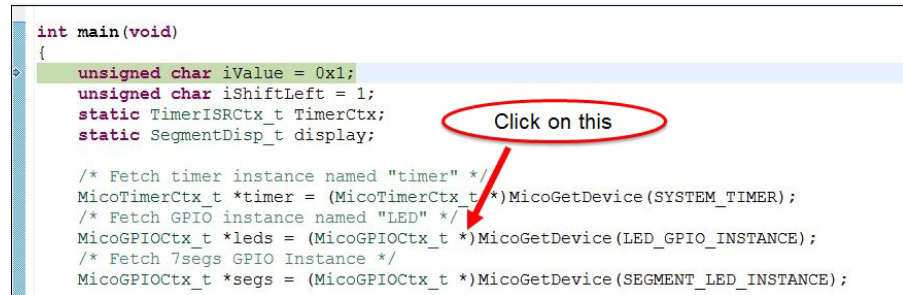 int main(void)
{
unsigned char iValue = 0x1;
unsigned char iShiftLeft = 1;
static TimerISRCtx_t TimerCtx;
static SegmentDisp_t display;
Click on this
/* Fetch timer instance named "timer" */
MicoTimerCtx_t *timer = (MicoTimerCtx_t *)MicoGetDevice(SYSTEM_TIMER);
/* Fetch GPIO instance named "LED" */
MicoGPIOCtx_t *leds = (MicoGPIOCtx_t *)MicoGetDevice(LED_GPIO_INSTANCE);
/* Fetch 7segs GPIO Instance */
MicoGPIOCtx_t *segs = (MicoGPIOCtx_t *)MicoGetDevice(SEGMENT_LED_INSTANCE);